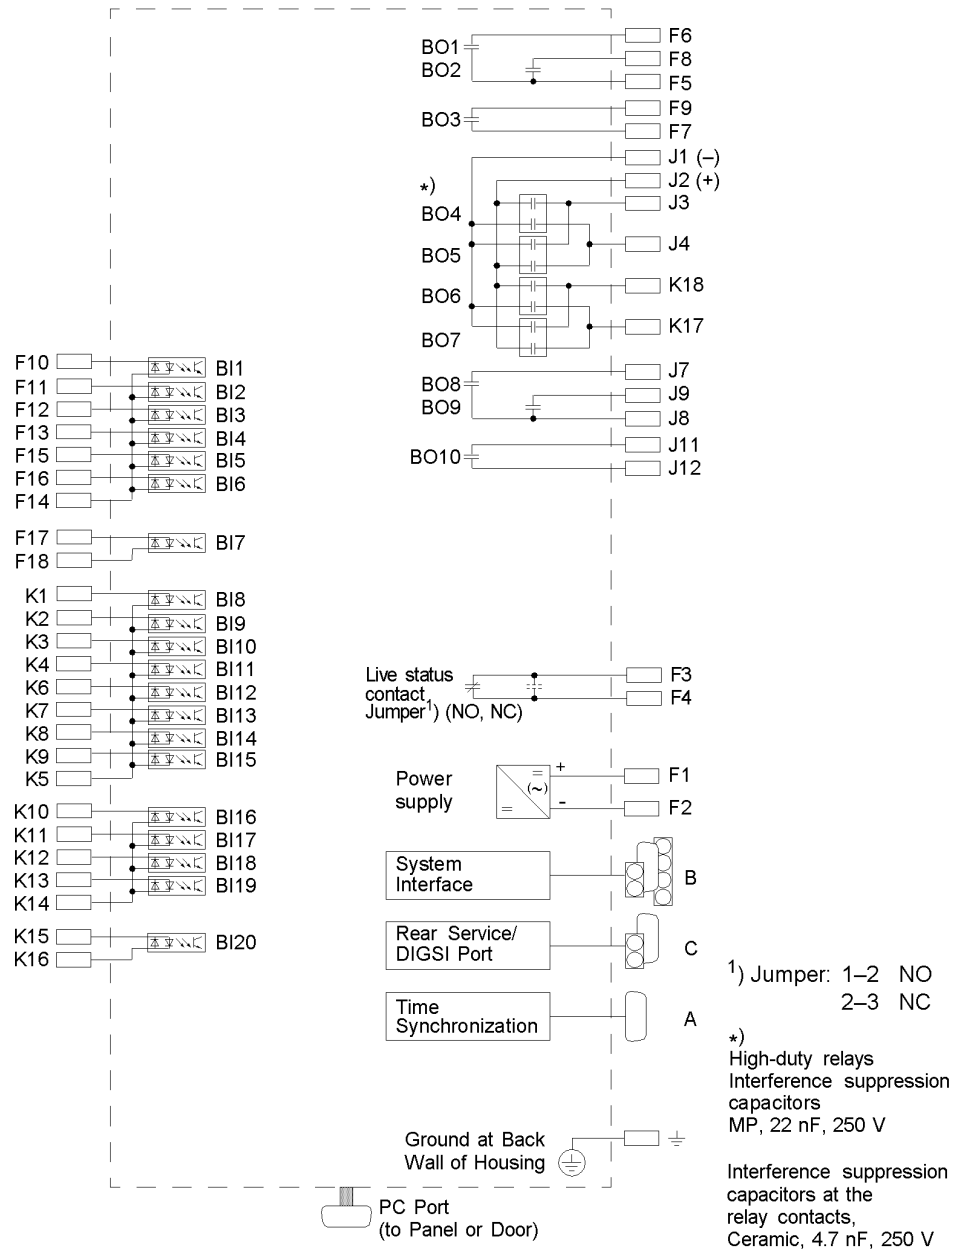 BO1
BO2
F6
F8
F5
BO3
F9
F7
J1 (–)
J2 (+)
*)
J3
BO4
J4
BO5
K18
BO6
K17
BO7
J7
BO8
J9
BO9
J8
J11
BO10
J12
F10
BI1
F11
BI2
F12
BI3
F13
BI4
F15
BI5
F16
BI6
F14
F17
BI7
F18
K1
BI8
K2
BI9
K3
BI10
K4
BI11
K6
BI12
K7
BI13
K8
BI14
K9
BI15
K5
K10
BI16
K11
BI17
K12
BI18
K13
BI19
K14
K15
BI20
K16
Live status
contact
Jumper¹) (NO, NC)
F3
F4
Power
supply
=
(~)
=
+
-
F1
F2
System
Interface
B
Rear Service/
DIGSI Port
C
Time
Synchronization
A
Ground at Back
Wall of Housing
PC Port
(to Panel or Door)
¹) Jumper: 1–2 NO
2–3 NC
*)
High-duty relays
Interference suppression
capacitors
MP, 22 nF, 250 V
Interference suppression
capacitors at the
relay contacts,
Ceramic, 4.7 nF, 250 V